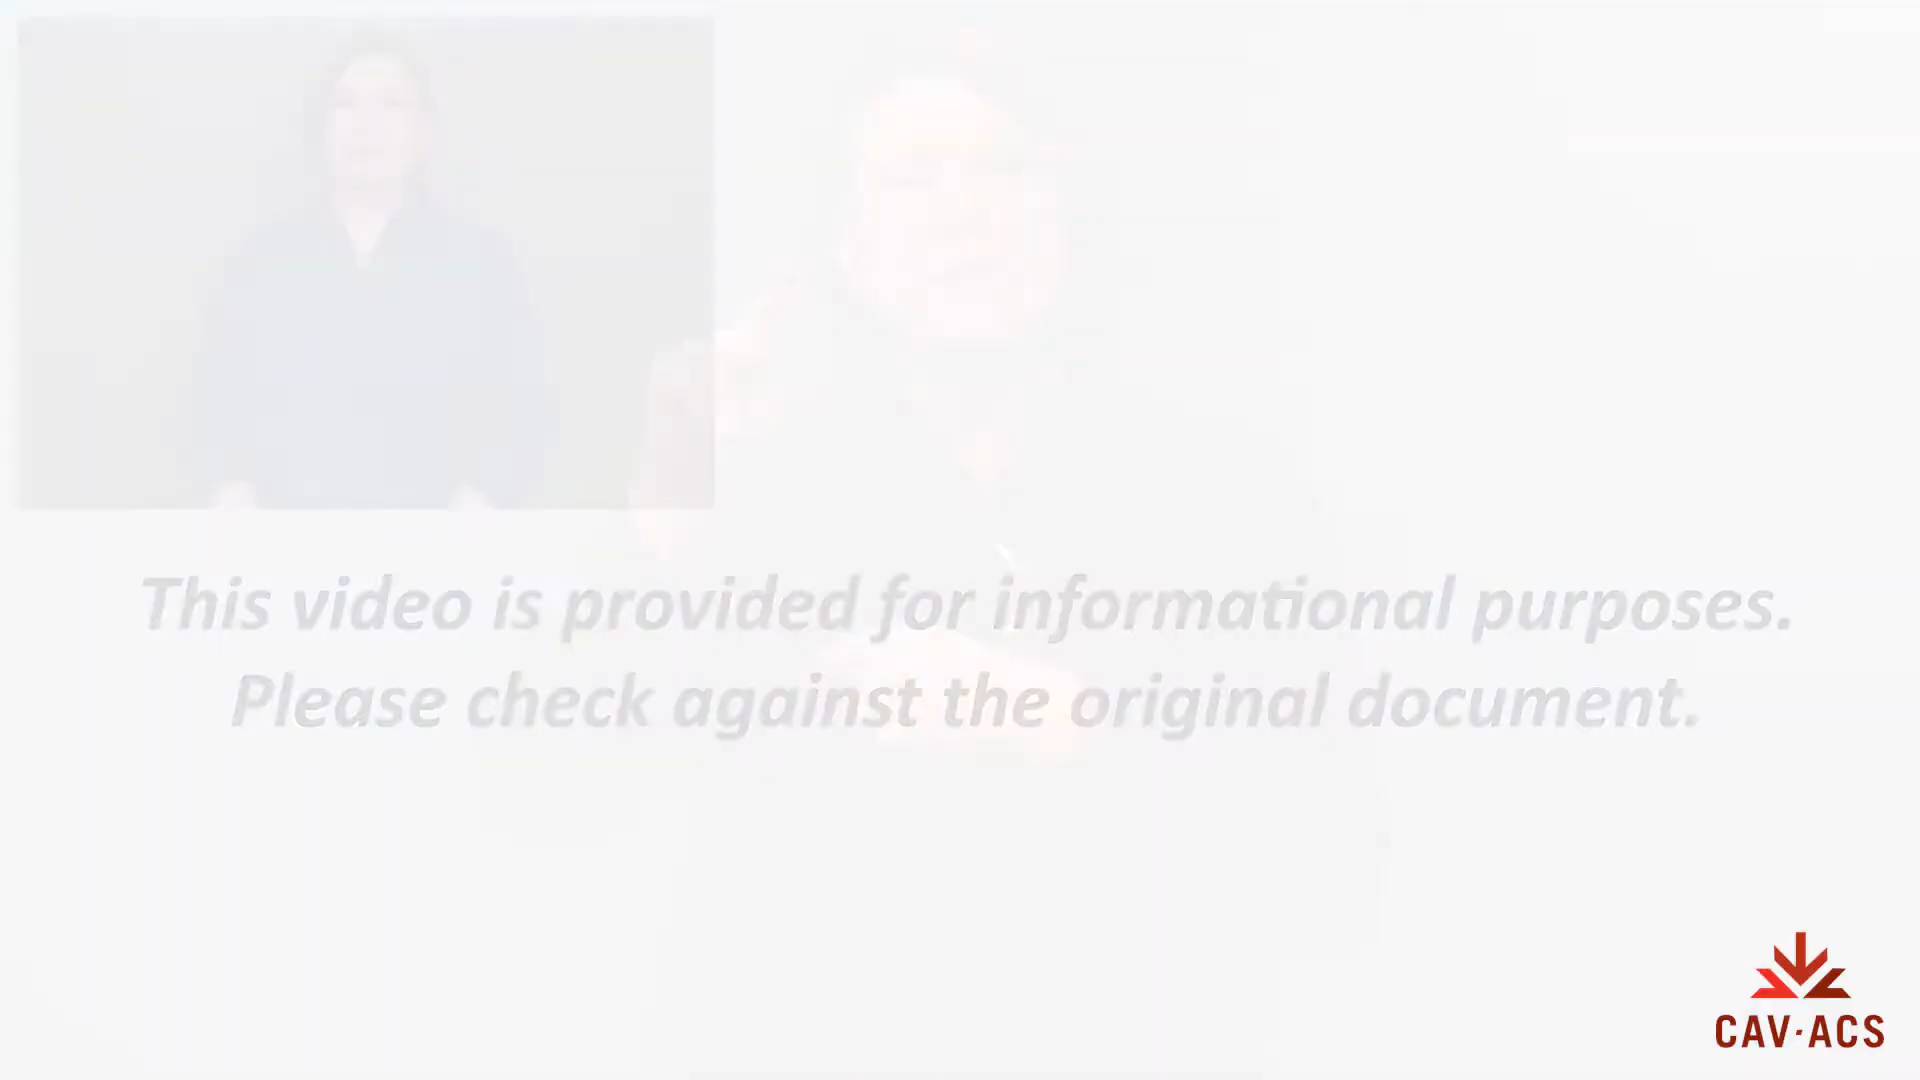 This video is provided for informational purposes.
Please check against the original document.
CAV·ACS